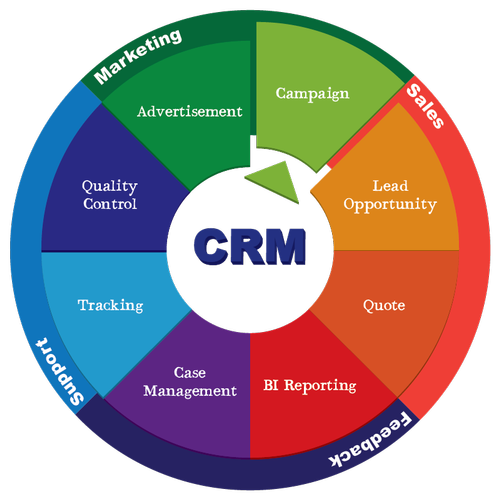 Marketing
Sales
Campaign
Advertisement
Lead
Opportunity
Quality
Control
CRM
Tracking
Quote
Case
Management
BI Reporting
Support
Feedback